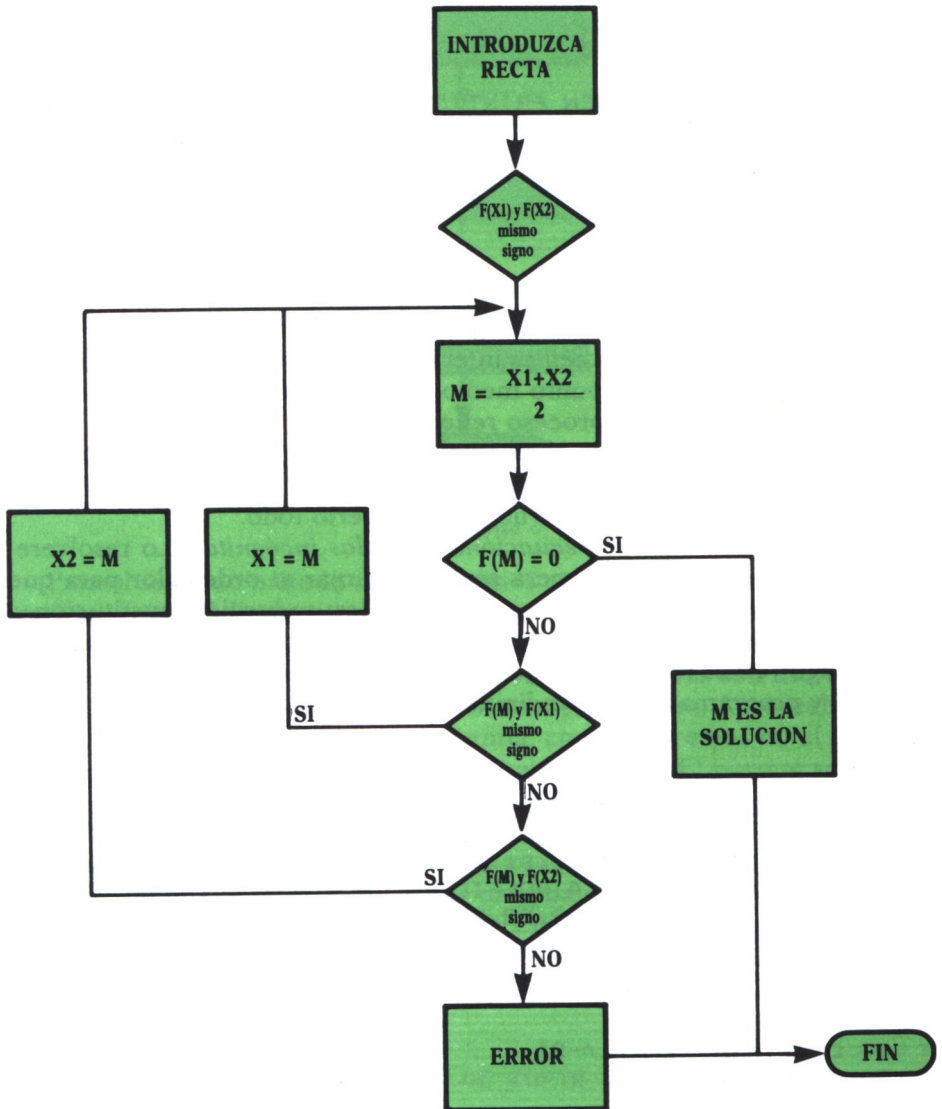 INTRODUZCA
RECTA
F(X1) y F(X2)
mismo
signo
M = X1+X2
2
X2 = M
X1 = M
F(M) = 0
SI
NO
F(M) y F(X1)
mismo
signo
SI
NO
M ES LA
SOLUCION
F(M) y F(X2)
mismo
signo
SI
NO
ERROR
FIN